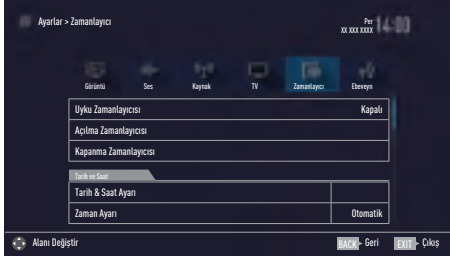 Ayarlar > Zamanlayıcı
Per
XX XXX XXXX
14:00
Görüntü Ses Kaynak TV Zamanlayıcı Ebeveyn
Uyku Zamanlayıcısı Kapalı
Açılma Zamanlayıcısı
Kapanma Zamanlayıcısı
Tarih ve Saat
Tarih & Saat Ayarı
Zaman Ayarı Otomatik
Alanı Değiştir BACK Geri EXIT Çıkış